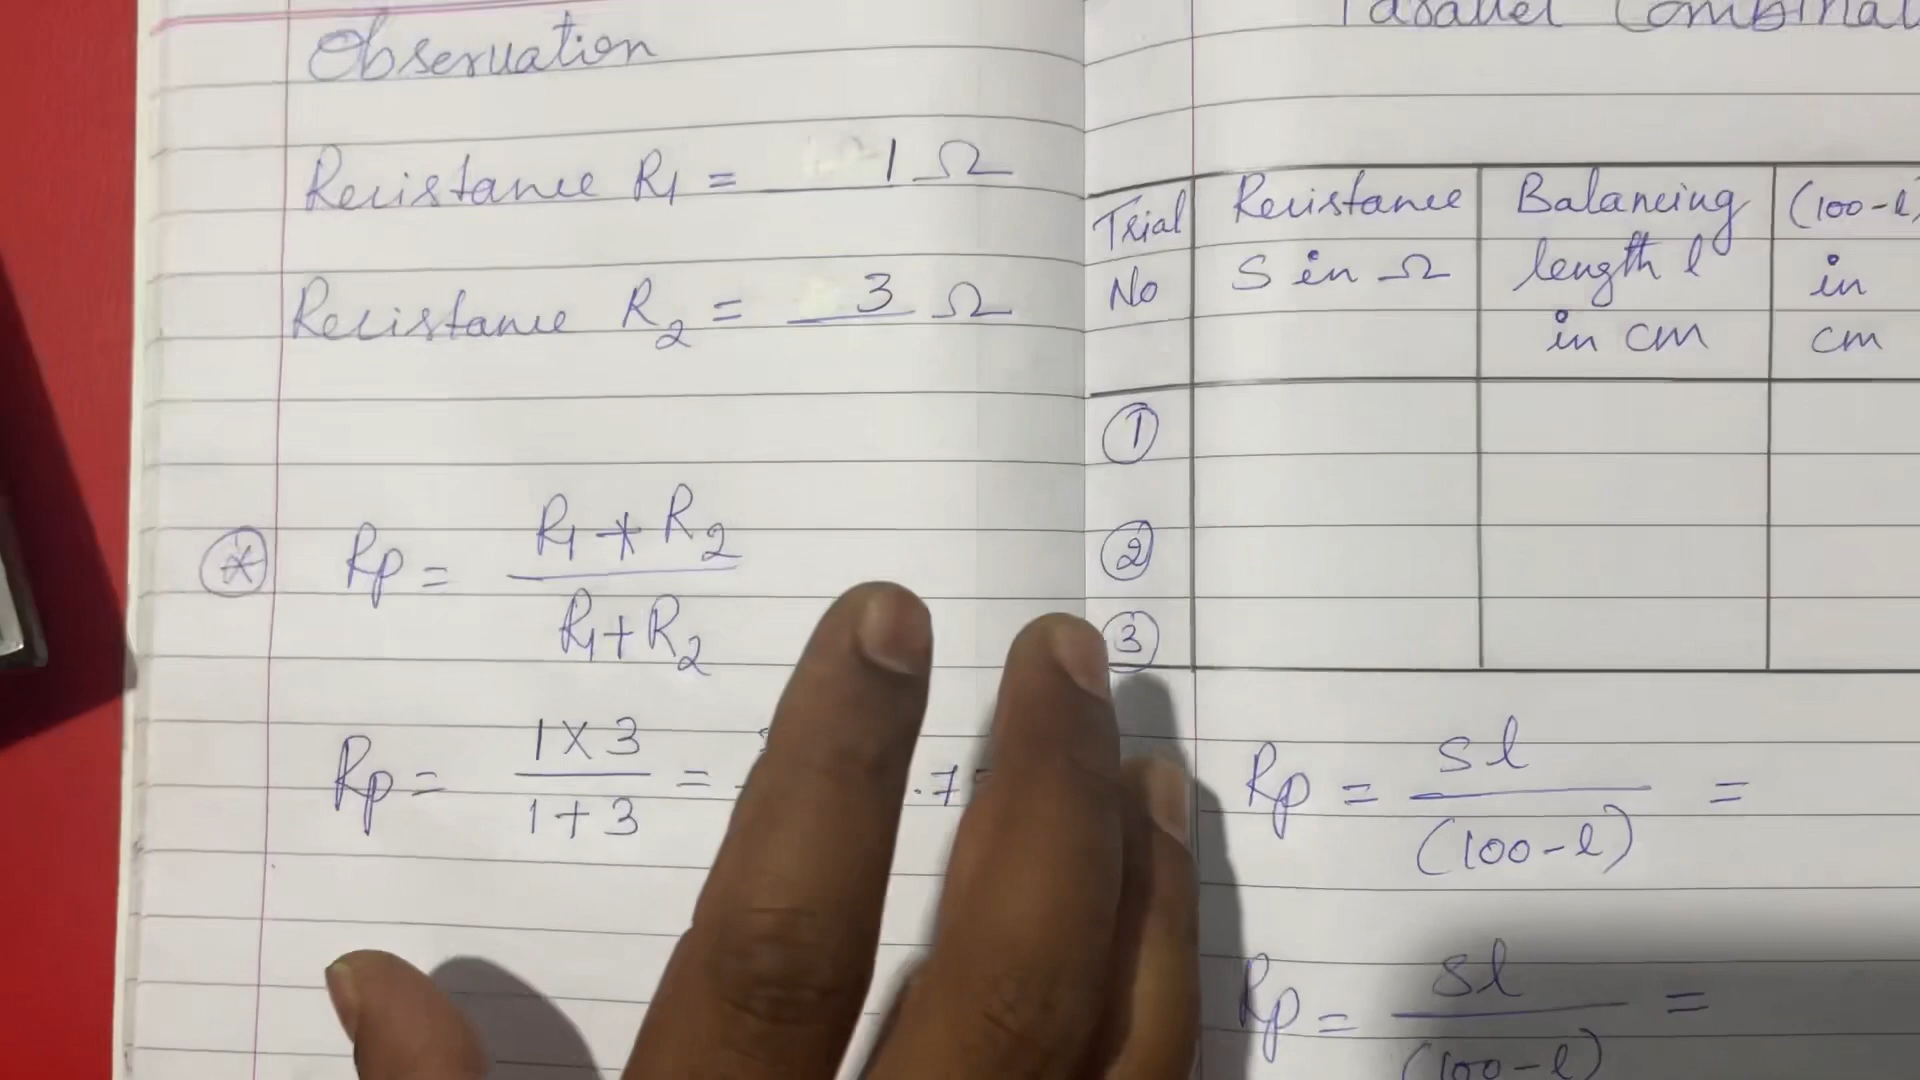 Observation
Resistance R1 = 1 Ω
Resistance R2 = 3 Ω
* Rp = R1 * R2
R1+R2
Rp = 1 x 3 = .7
1+3
Parallel Combinat
Trial No
Resistance S in Ω
Balancing length l in cm
(100-l) in cm
1
2
3
Rp = Sl =
(100-l)
Rp = Sl =
(100-l)